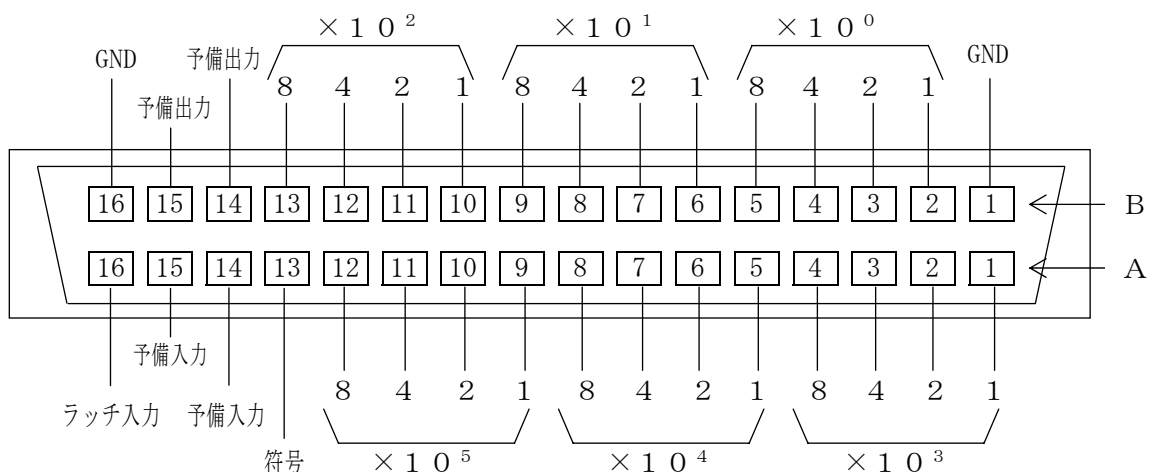 ×10² ×10¹ ×10⁰
GND 予備出力 GND
8 4 2 1 8 4 2 1 8 4 2 1
予備出力
16 15 14 13 12 11 10 9 8 7 6 5 4 3 2 1 B
16 15 14 13 12 11 10 9 8 7 6 5 4 3 2 1 A
予備入力
8 4 2 1 8 4 2 1 8 4 2 1
ラッチ入力 予備入力
符号 ×10⁵ ×10⁴ ×10³